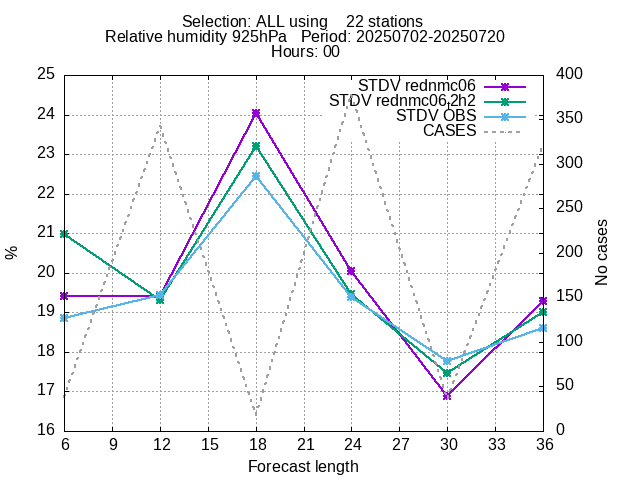 Selection: ALL using 22 stations
Relative humidity 925hPa Period: 20250702-20250720
Hours: 00
25 400
STDV rednmc06
STDV rednmc06.2h2
STDV OBS
CASES
24 350
23 300
22 250
21
% No cases
20 200
19 150
18 100
17 50
16 0
6 9 12 15 18 21 24 27 30 33 36
Forecast length